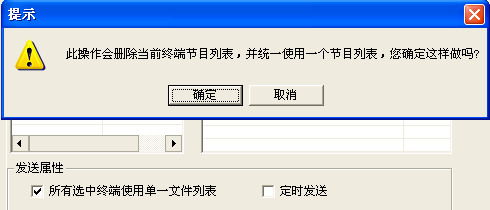 提示
此操作会删除当前终端节目列表，并统一使用一个节目列表，您确定这样做吗?
确定
取消
发送属性
所有选中终端使用单一文件列表
定时发送